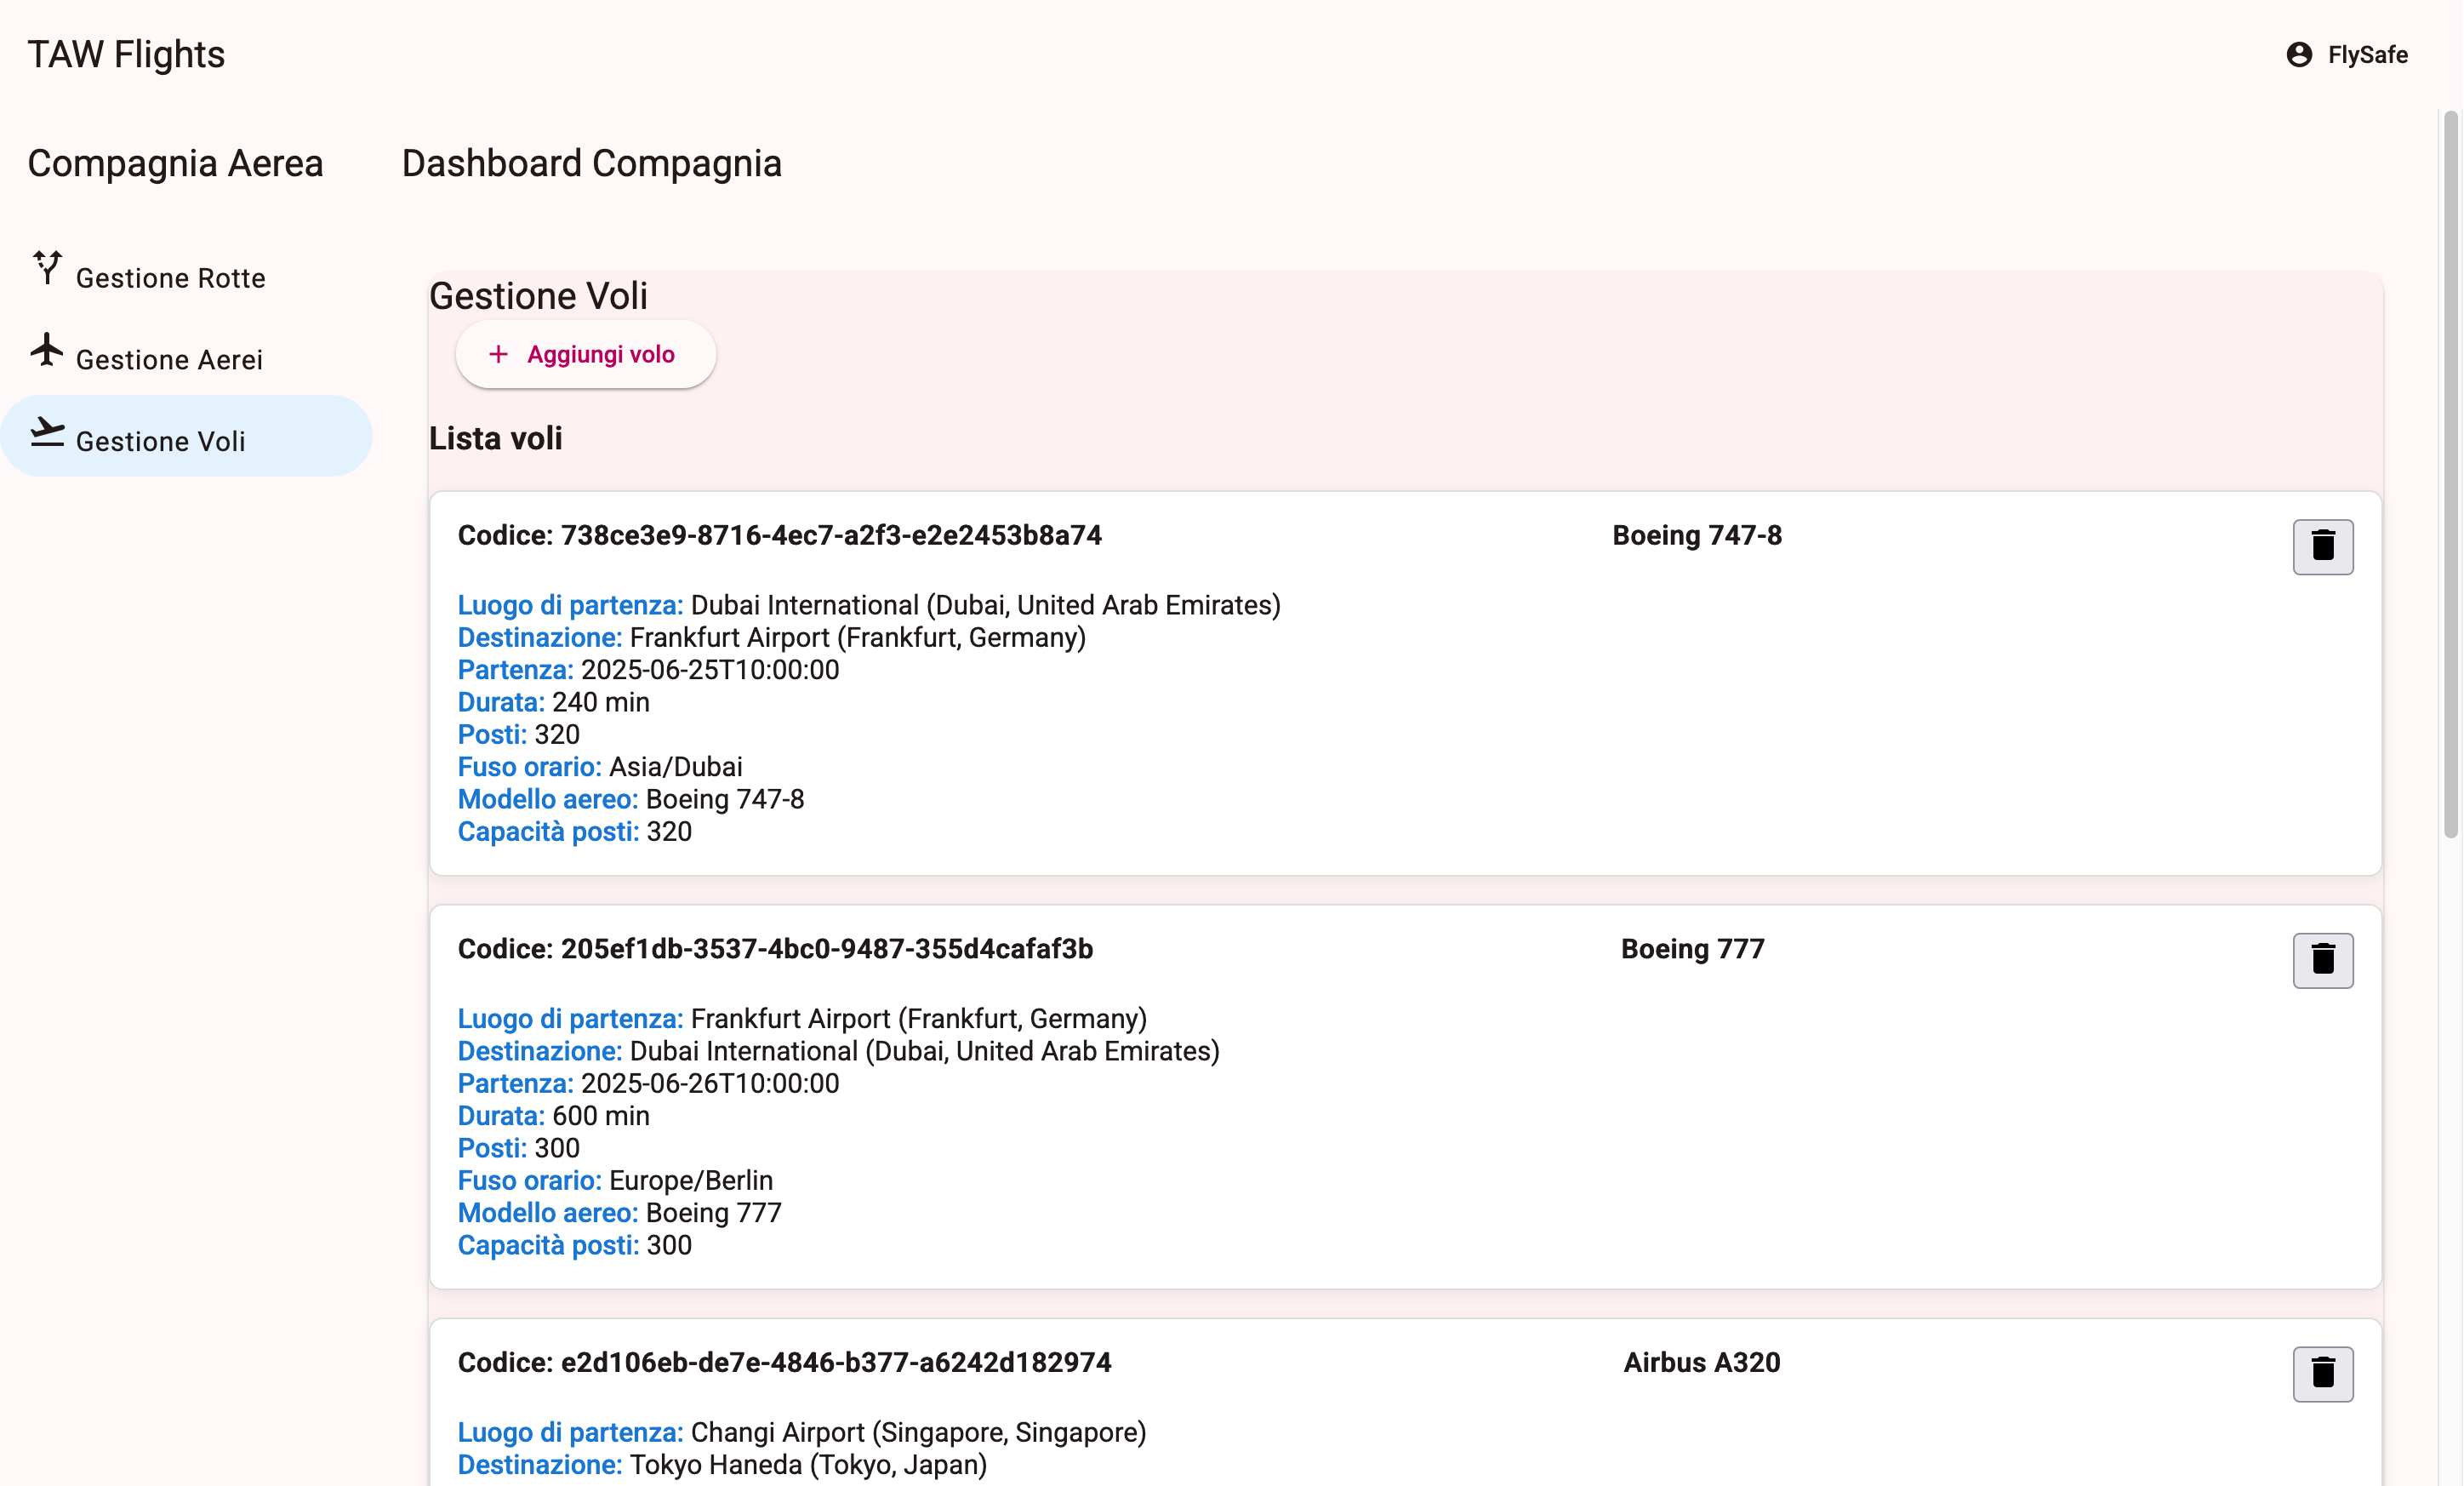 TAW Flights
FlySafe
Compagnia Aerea
Dashboard Compagnia
Gestione Rotte
Gestione Aerei
Gestione Voli
Gestione Voli
+ Aggiungi volo
Lista voli
Codice: 738ce3e9-8716-4ec7-a2f3-e2e2453b8a74
Boeing 747-8
Luogo di partenza: Dubai International (Dubai, United Arab Emirates)
Destinazione: Frankfurt Airport (Frankfurt, Germany)
Partenza: 2025-06-25T10:00:00
Durata: 240 min
Posti: 320
Fuso orario: Asia/Dubai
Modello aereo: Boeing 747-8
Capacità posti: 320
Codice: 205ef1db-3537-4bc0-9487-355d4cafaf3b
Boeing 777
Luogo di partenza: Frankfurt Airport (Frankfurt, Germany)
Destinazione: Dubai International (Dubai, United Arab Emirates)
Partenza: 2025-06-26T10:00:00
Durata: 600 min
Posti: 300
Fuso orario: Europe/Berlin
Modello aereo: Boeing 777
Capacità posti: 300
Codice: e2d106eb-de7e-4846-b377-a6242d182974
Airbus A320
Luogo di partenza: Changi Airport (Singapore, Singapore)
Destinazione: Tokyo Haneda (Tokyo, Japan)